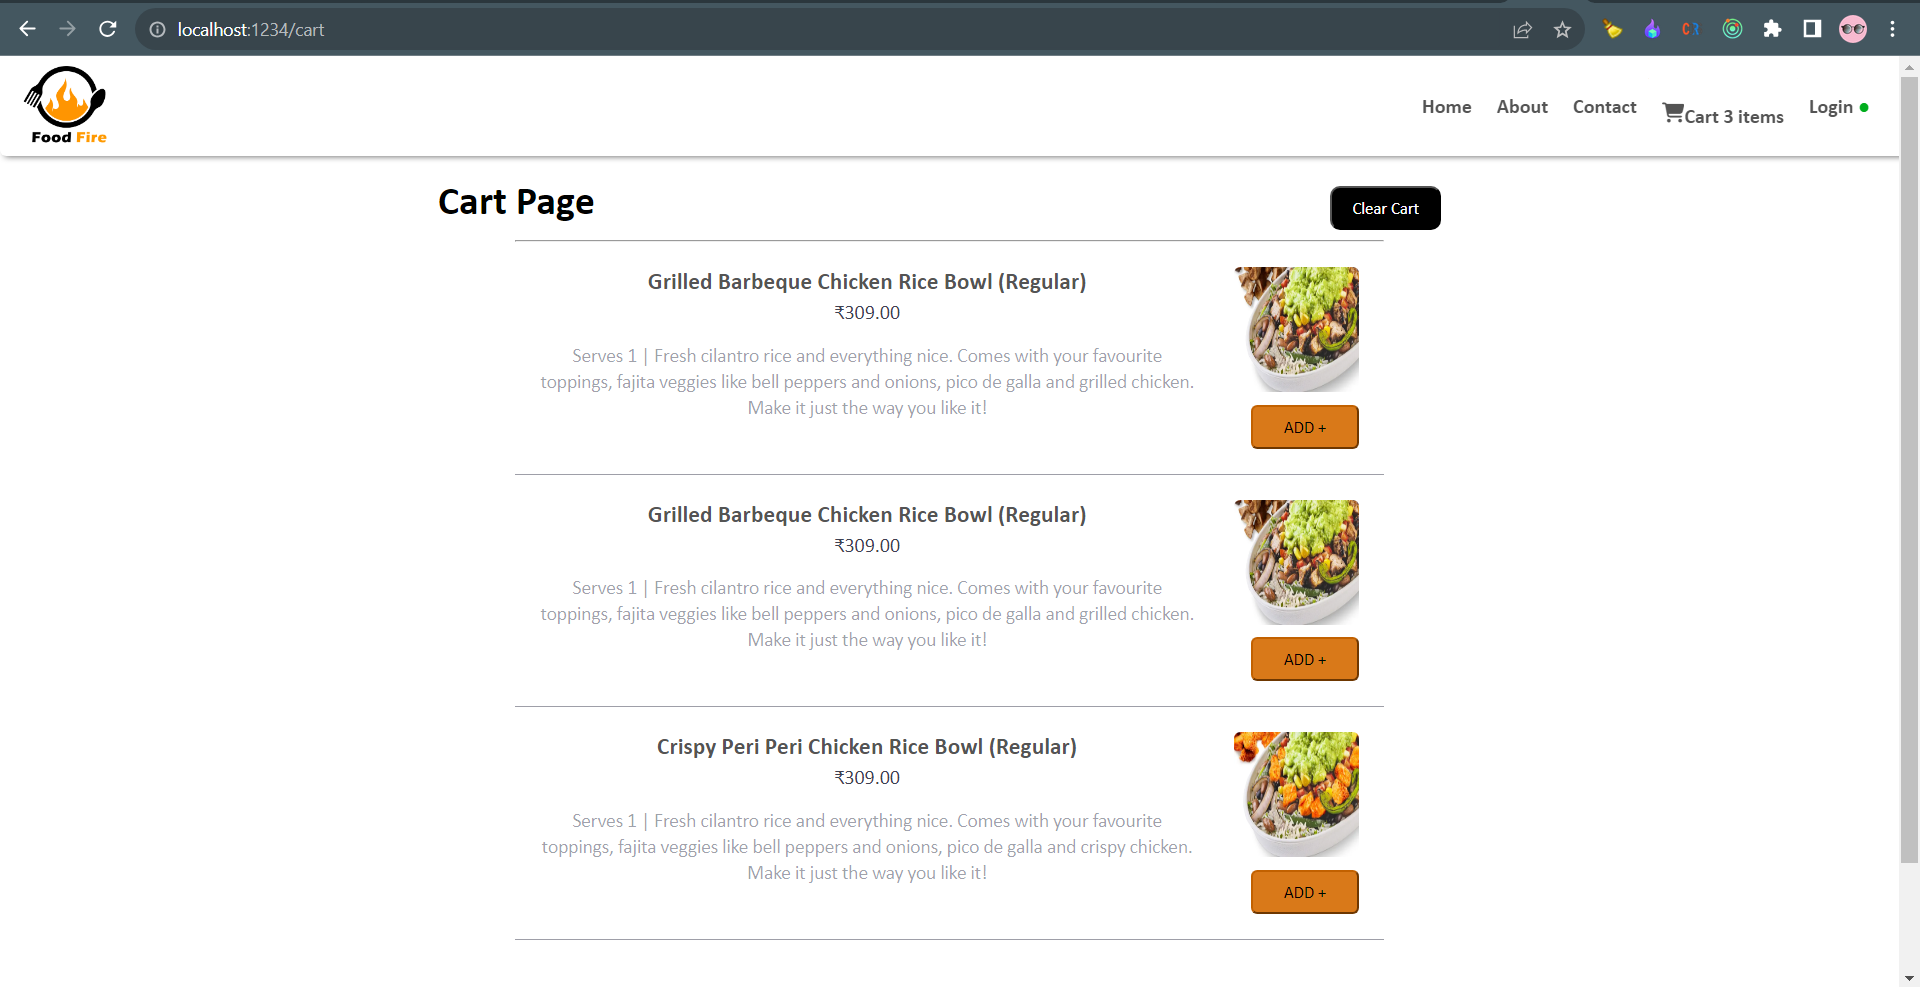 localhost:1234/cart
Food Fire
Home
About
Contact
Cart 3 items
Login
Cart Page
Clear Cart
Grilled Barbeque Chicken Rice Bowl (Regular)
₹309.00
Serves 1 | Fresh cilantro rice and everything nice. Comes with your favourite
toppings, fajita veggies like bell peppers and onions, pico de galla and grilled chicken.
Make it just the way you like it!
ADD +
Grilled Barbeque Chicken Rice Bowl (Regular)
₹309.00
Serves 1 | Fresh cilantro rice and everything nice. Comes with your favourite
toppings, fajita veggies like bell peppers and onions, pico de galla and grilled chicken.
Make it just the way you like it!
ADD +
Crispy Peri Peri Chicken Rice Bowl (Regular)
₹309.00
Serves 1 | Fresh cilantro rice and everything nice. Comes with your favourite
toppings, fajita veggies like bell peppers and onions, pico de galla and crispy chicken.
Make it just the way you like it!
ADD +